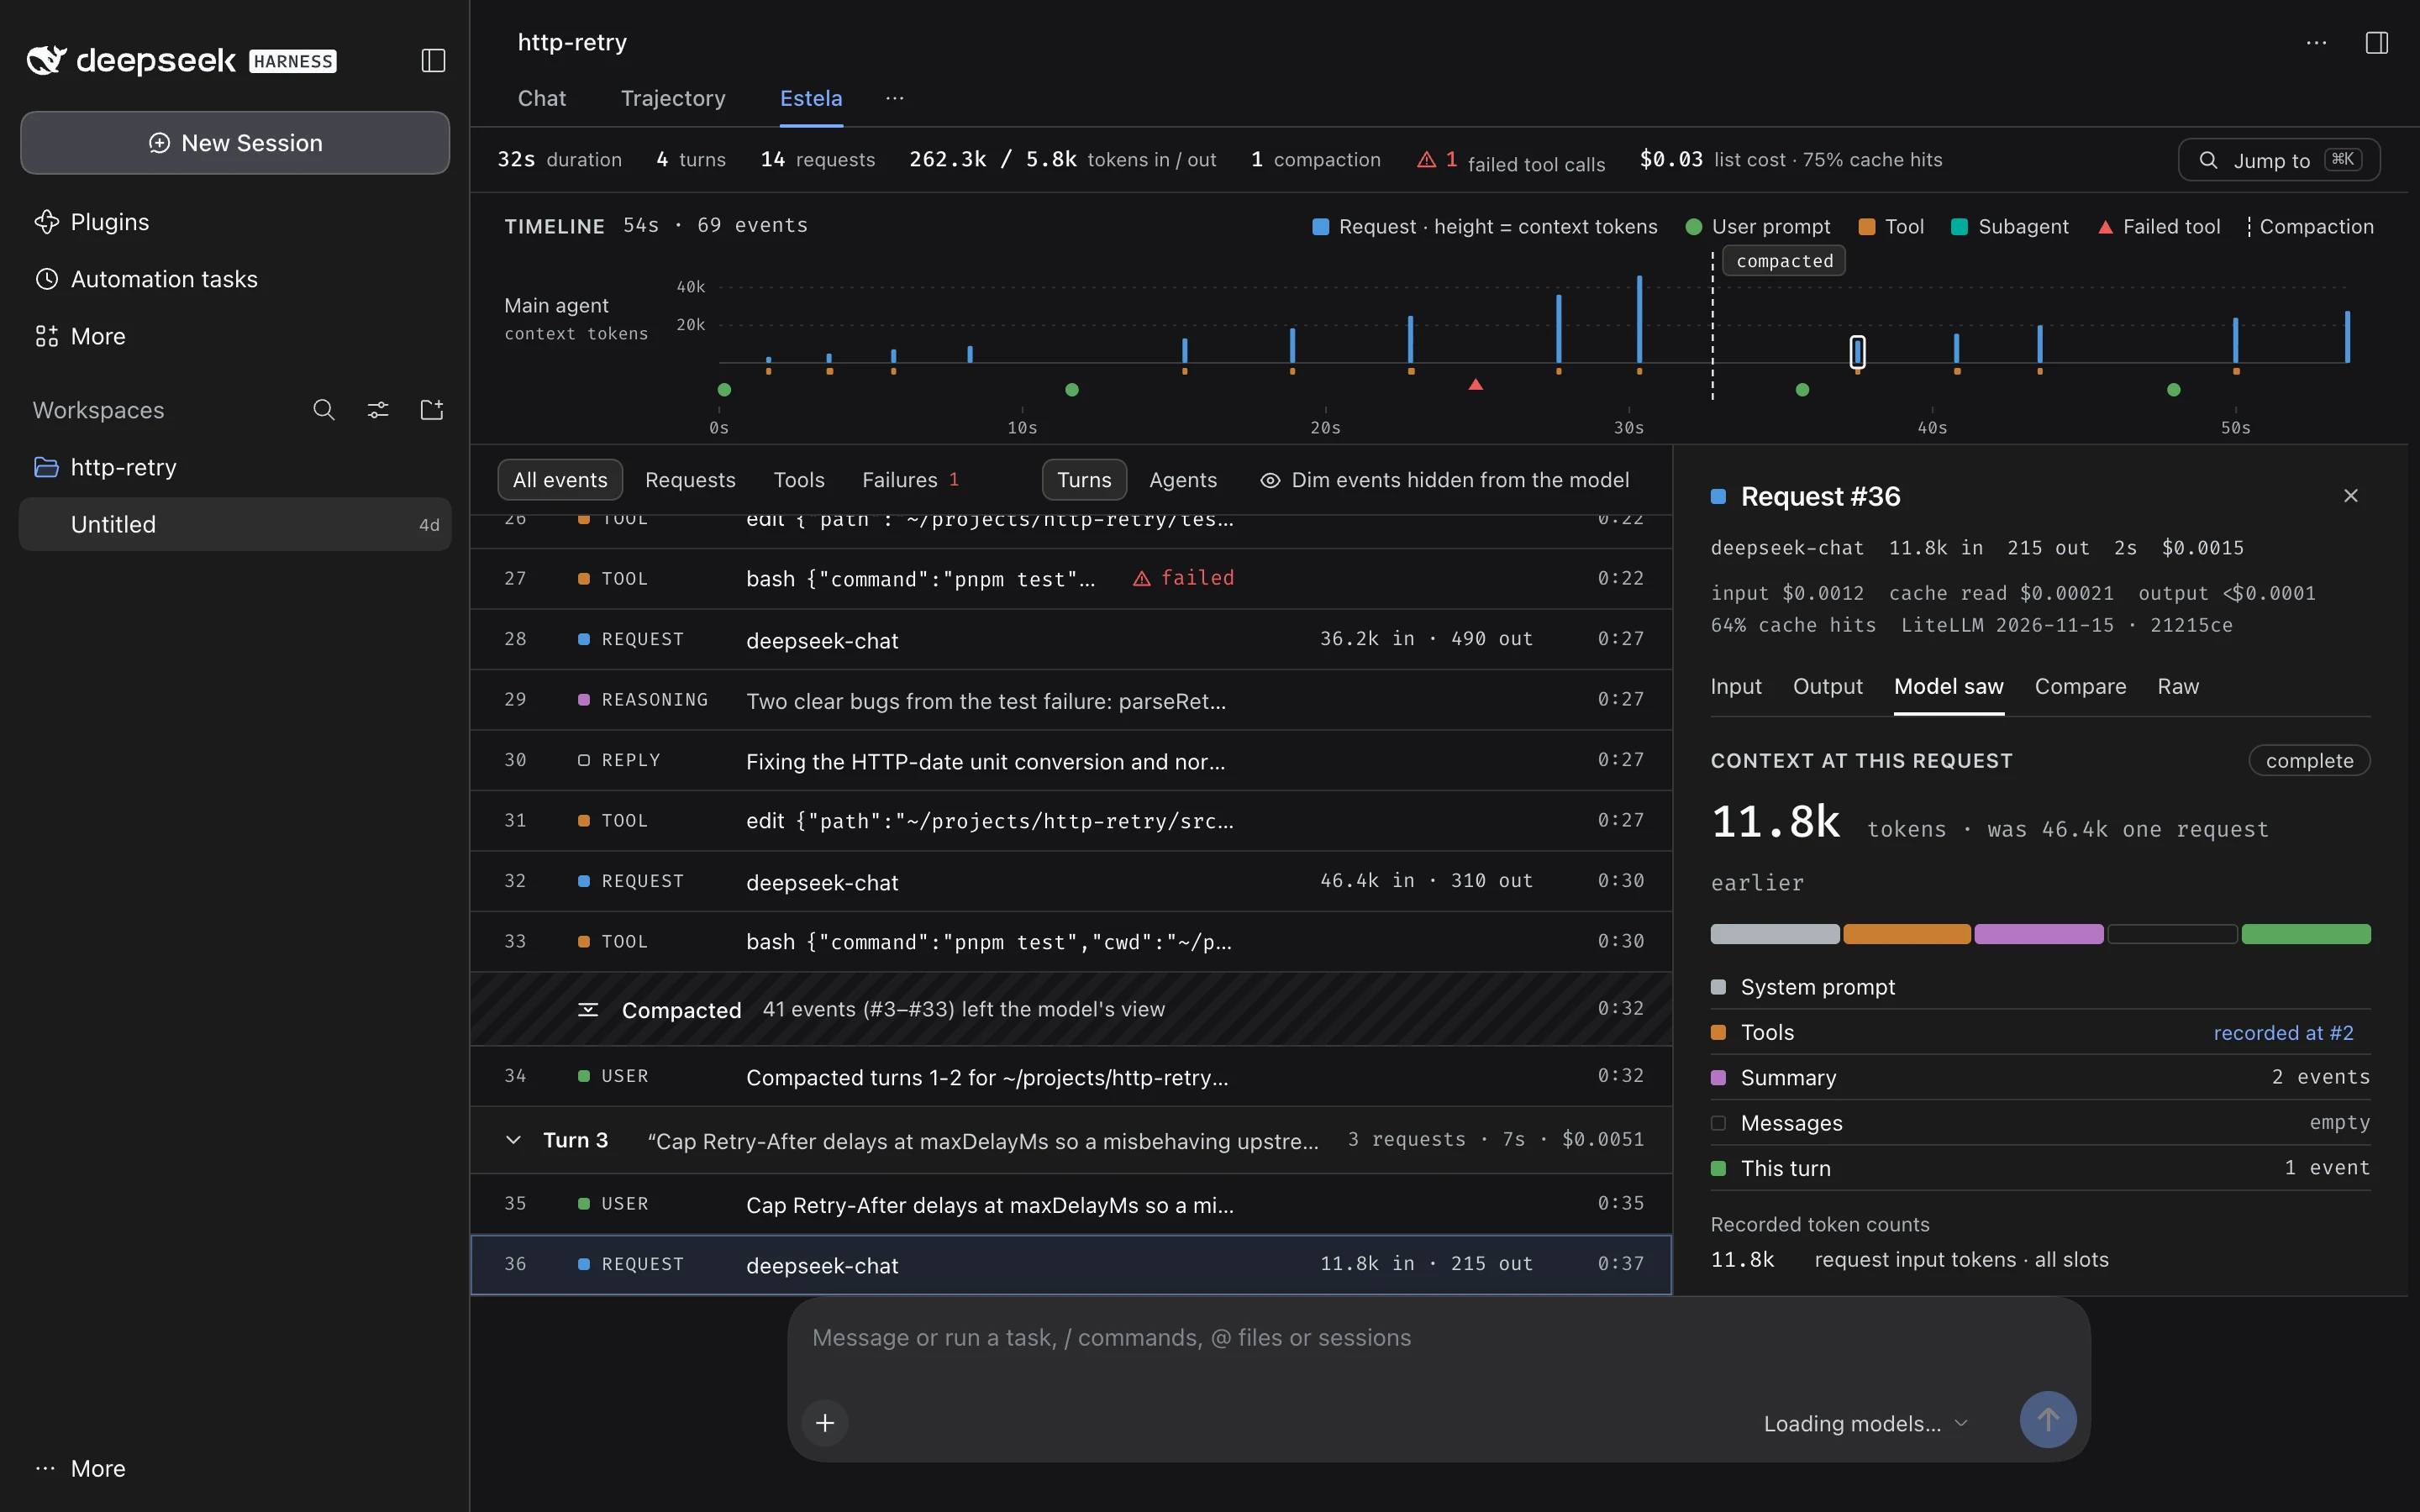 deepseek HARNESS
New Session
Plugins
Automation tasks
More
Workspaces
http-retry
Untitled 4d
More
http-retry
Chat Trajectory Estela
32s duration 4 turns 14 requests 262.3k / 5.8k tokens in / out 1 compaction 1 failed tool calls $0.03 list cost · 75% cache hits Jump to ⌘K
TIMELINE 54s · 69 events
Request · height = context tokens User prompt Tool Subagent Failed tool Compaction
compacted
Main agent
context tokens
40k
20k
0s 10s 20s 30s 40s 50s
All events Requests Tools Failures 1 Turns Agents Dim events hidden from the model
26 TOOL edit {"path":"~/projects/http-retry/tes... 0:22
27 TOOL bash {"command":"pnpm test"... failed 0:22
28 REQUEST deepseek-chat 36.2k in · 490 out 0:27
29 REASONING Two clear bugs from the test failure: parseRet... 0:27
30 REPLY Fixing the HTTP-date unit conversion and nor... 0:27
31 TOOL edit {"path":"~/projects/http-retry/src... 0:27
32 REQUEST deepseek-chat 46.4k in · 310 out 0:30
33 TOOL bash {"command":"pnpm test","cwd":"~/p... 0:30
Compacted 41 events (#3–#33) left the model's view 0:32
34 USER Compacted turns 1-2 for ~/projects/http-retry... 0:32
Turn 3 “Cap Retry-After delays at maxDelayMs so a misbehaving upstre... 3 requests · 7s · $0.0051
35 USER Cap Retry-After delays at maxDelayMs so a mi... 0:35
36 REQUEST deepseek-chat 11.8k in · 215 out 0:37
Request #36
deepseek-chat 11.8k in 215 out 2s $0.0015
input $0.0012 cache read $0.00021 output <$0.0001
64% cache hits LiteLLM 2026-11-15 · 21215ce
Input Output Model saw Compare Raw
CONTEXT AT THIS REQUEST complete
11.8k tokens · was 46.4k one request
earlier
System prompt
Tools recorded at #2
Summary 2 events
Messages empty
This turn 1 event
Recorded token counts
11.8k request input tokens · all slots
Message or run a task, / commands, @ files or sessions
Loading models...